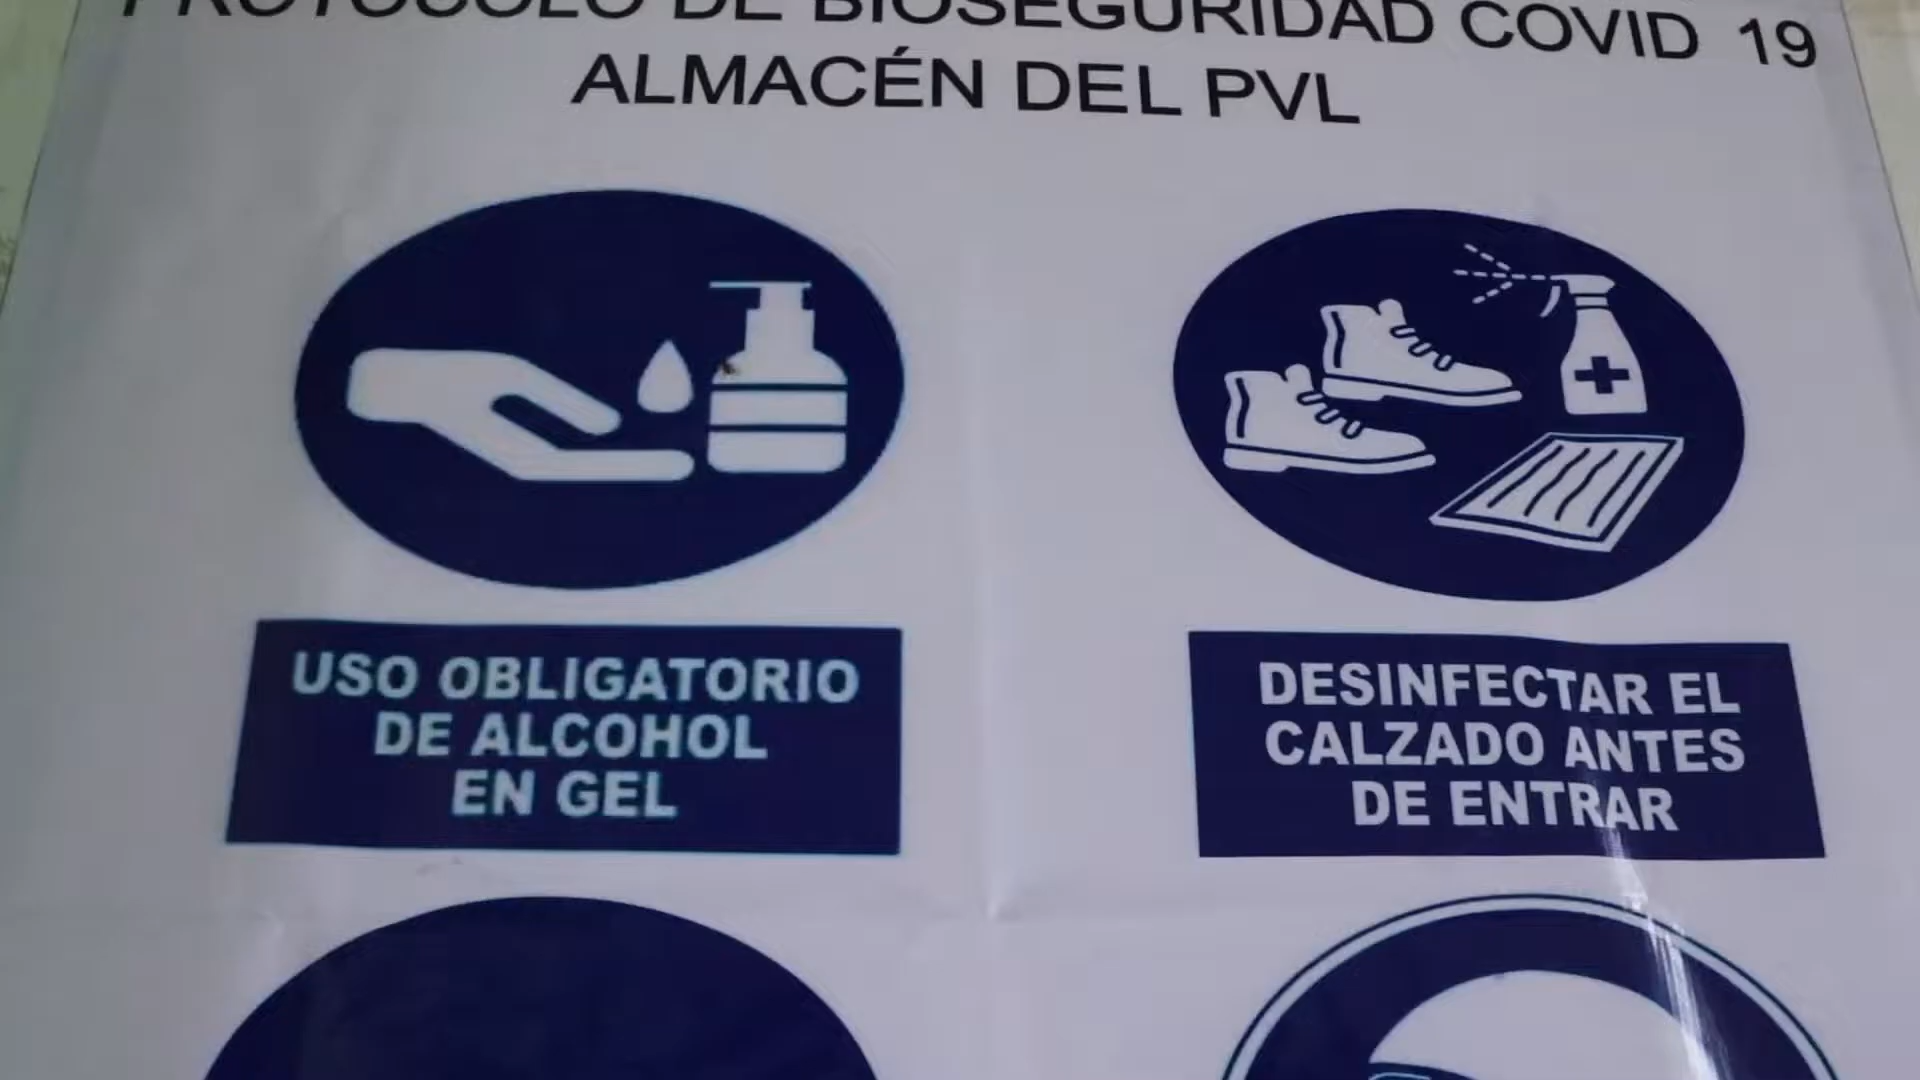 PROTOCOLO DE BIOSEGURIDAD COVID 19
ALMACÉN DEL PVL
USO OBLIGATORIO
DE ALCOHOL
EN GEL
DESINFECTAR EL
CALZADO ANTES
DE ENTRAR